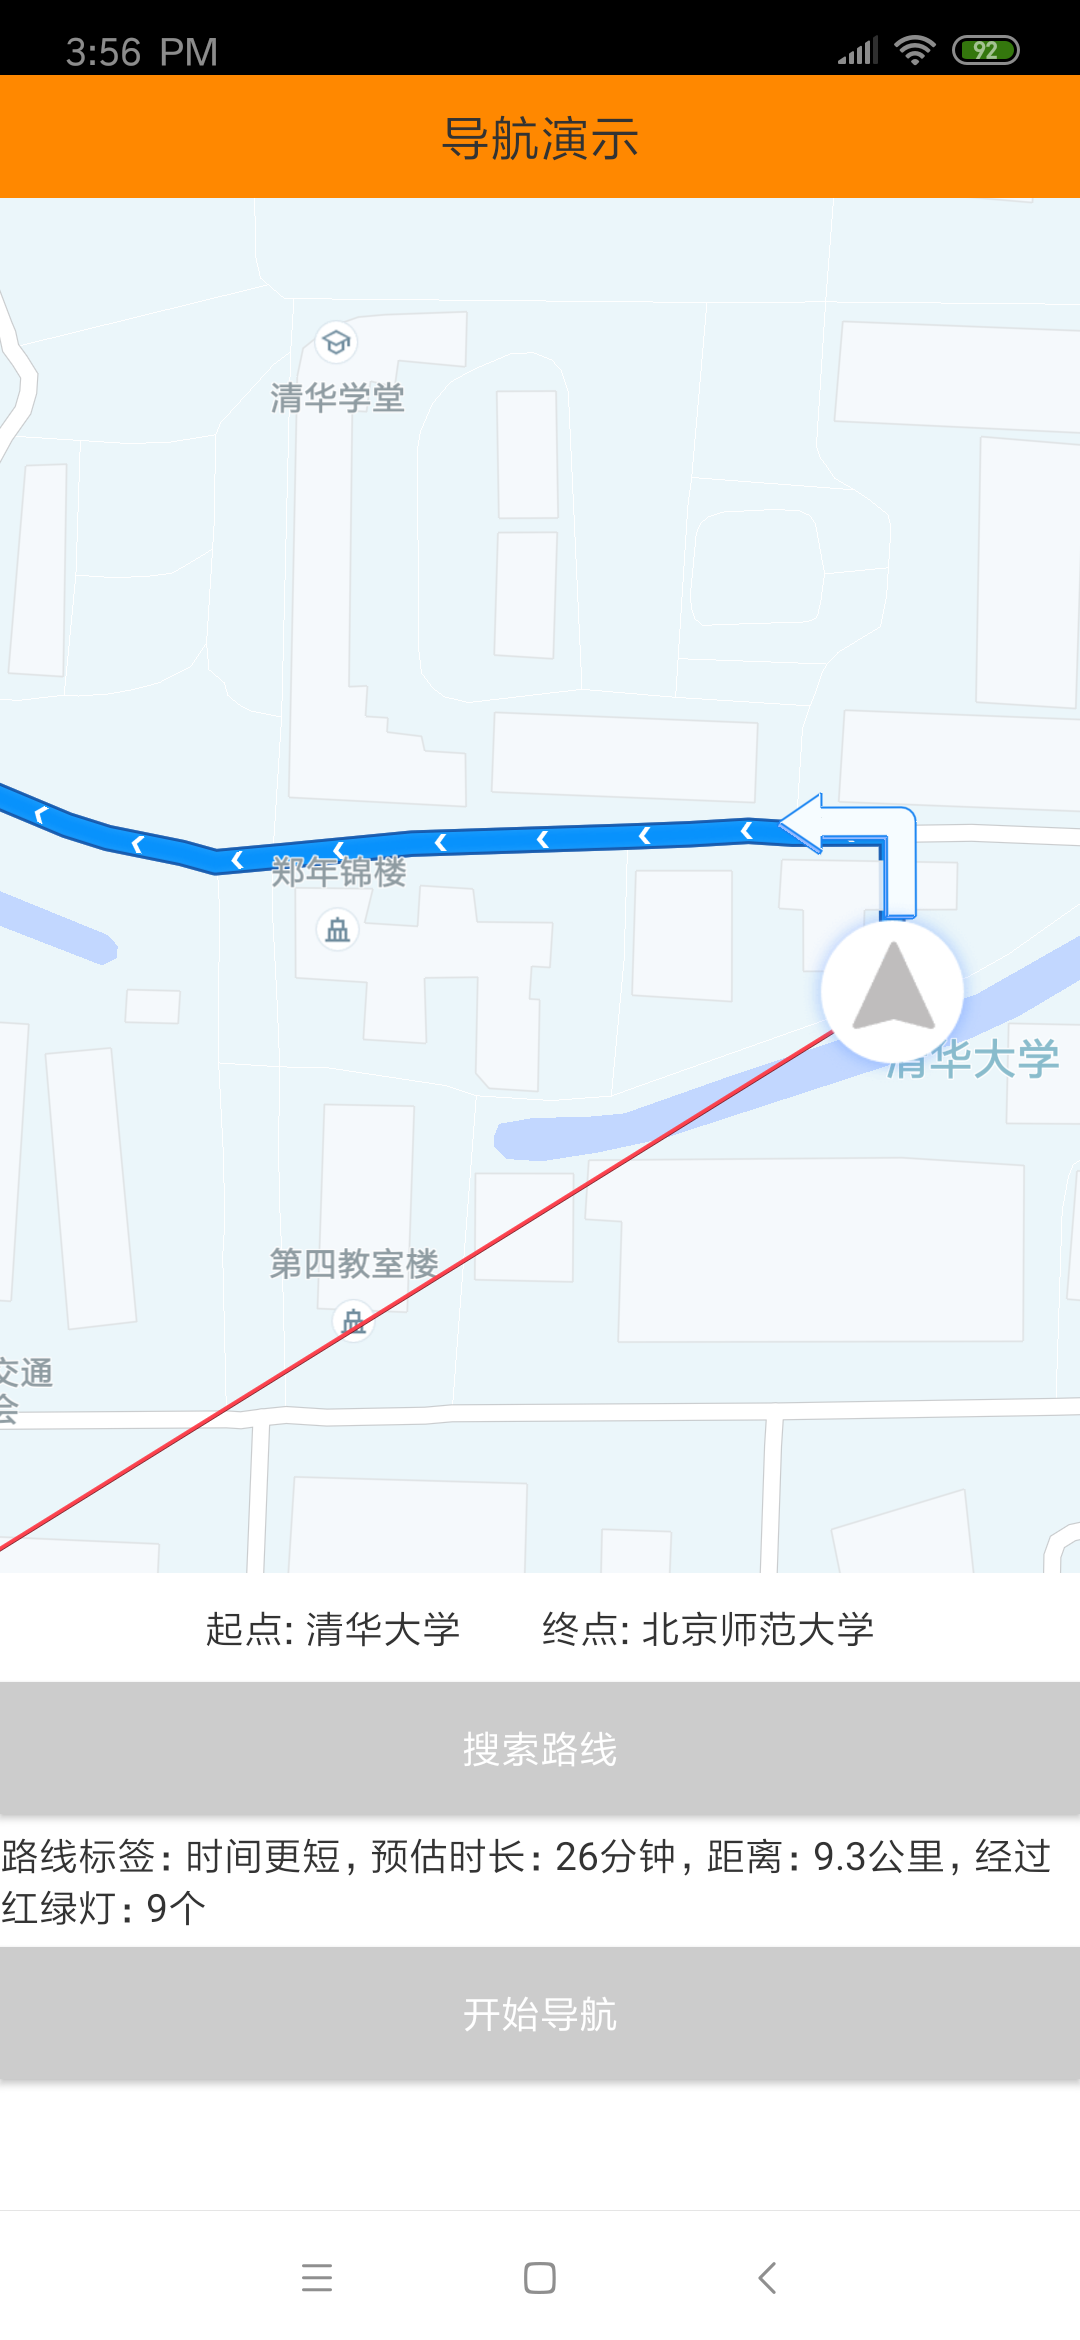 3:56 PM
92
导航演示
清华学堂
郑年锦楼
清华大学
第四教室楼
交通
会
起点: 清华大学 终点: 北京师范大学
搜索路线
路线标签：时间更短，预估时长：26分钟，距离：9.3公里，经过
红绿灯：9个
开始导航